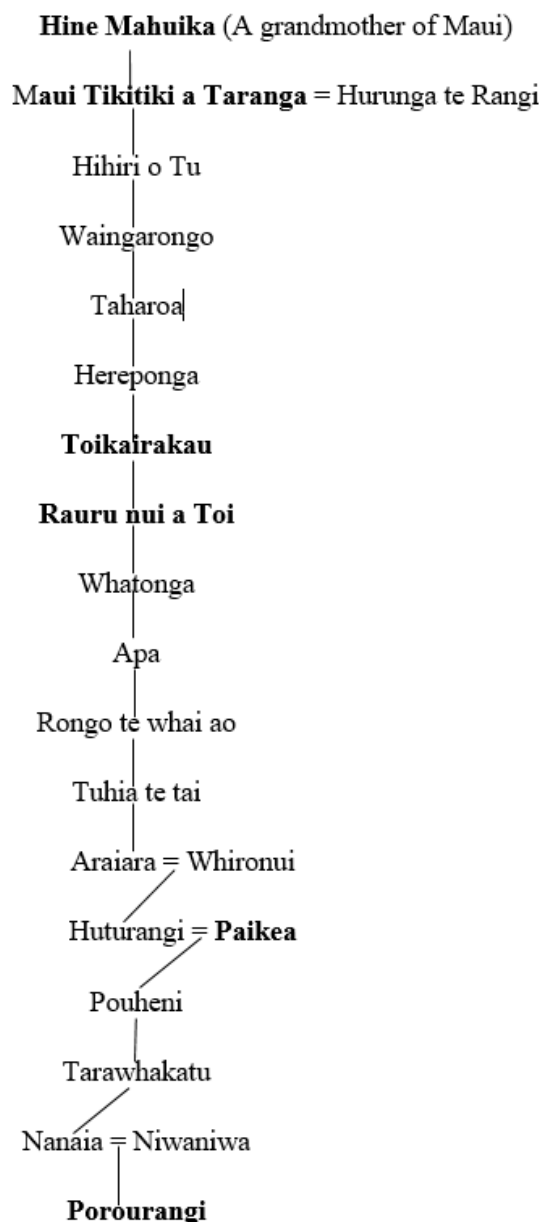 Hine Mahuika (A grandmother of Maui)
Maui Tikitiki a Taranga = Hurunga te Rangi
Hihiri o Tu
Waingarongo
Taharoa
Hereponga
Toikairakau
Rauru nui a Toi
Whatonga
Apa
Rongo te whai ao
Tuhia te tai
Araiara = Whironui
Huturangi = Paikea
Pouheni
Tarawhakatu
Nanaia = Niwaniwa
Porourangi